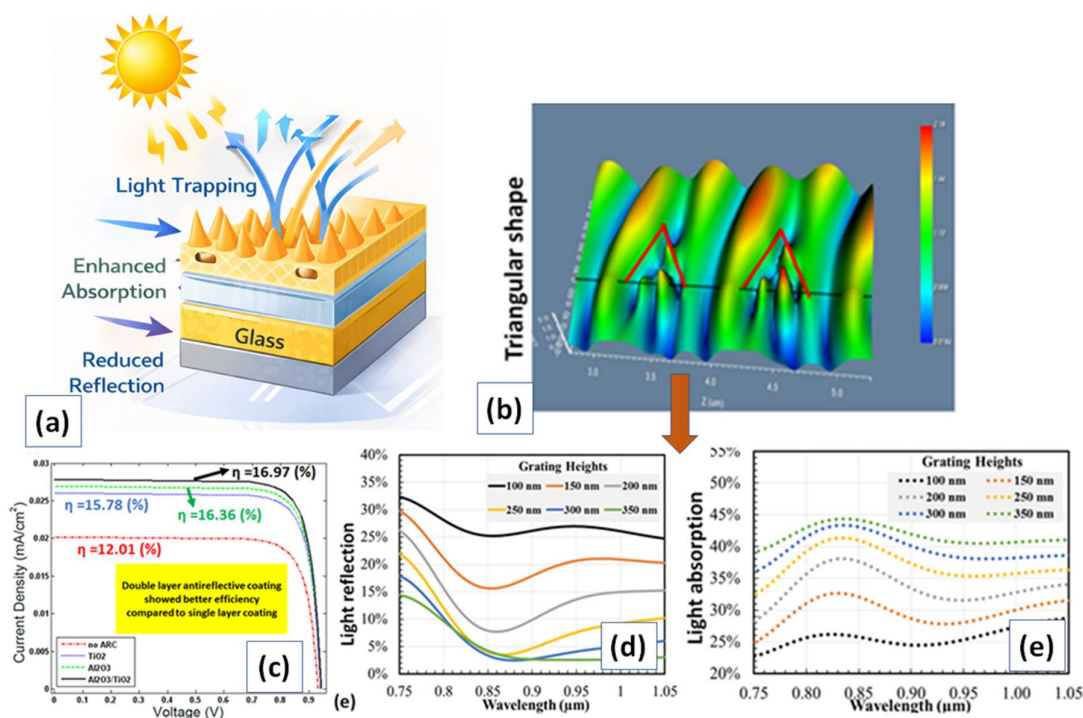 Light Trapping
Enhanced
Absorption
Glass
Reduced
Reflection
(a)
Triangular shape
3.0
3.5
4.0
4.5
5.0
Z (um)
(b)
Current Density (mA/cm²)
0.03
0.025
0.02
0.015
0.01
0.005
0
η =16.97 (%)
η =15.78 (%)
η =16.36 (%)
η =12.01 (%)
Double layer antireflective coating
showed better efficiency
compared to single layer coating
no ARC
TiO2
Al2O3
Al2O3/TiO2
(c)
0 0.1 0.2 0.3 0.4 0.5 0.6 0.7 0.8 0.9
Voltage (V)
(e)
Light reflection
40%
35%
30%
25%
20%
15%
10%
5%
0%
Grating Heights
100 nm 150 nm 200 nm
250 nm 300 nm 350 nm
(d)
0.75 0.8 0.85 0.9 0.95 1 1.05
Wavelength (µm)
Light absorption
55%
50%
45%
40%
35%
30%
25%
20%
Grating Heights
100 nm 150 nm
200 nm 250 mn
300 nm 350 nm
(e)
0.75 0.80 0.85 0.90 0.95 1.00 1.05
Wavelength (µm)